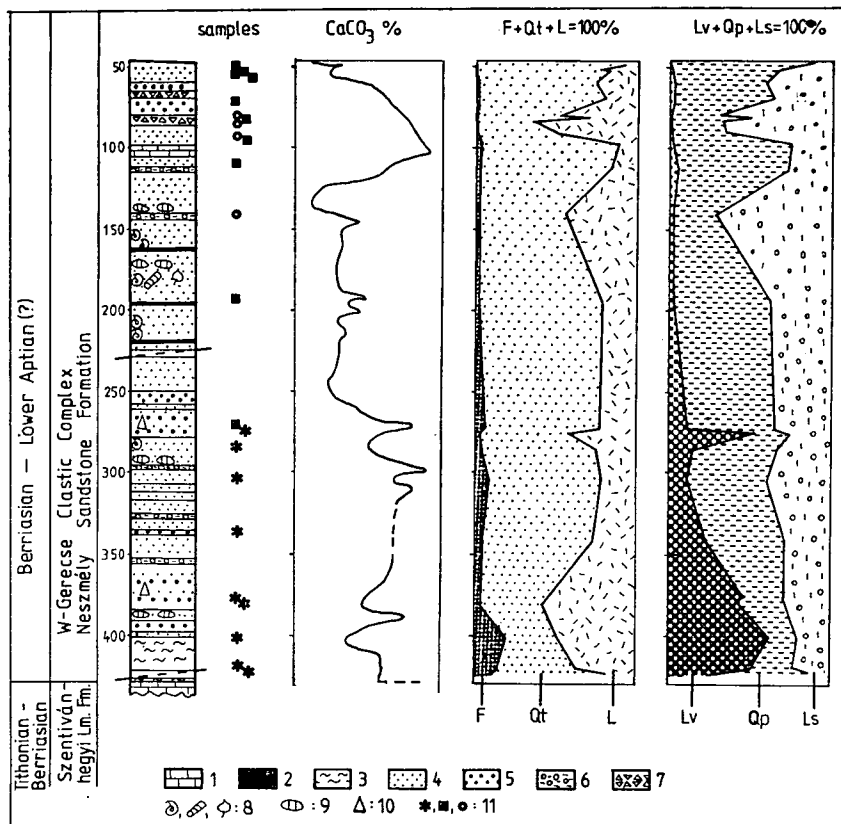 samples
CaCO3 %
F+Qt+L=100%
Lv+Qp+Ls=100%
50
100
150
200
250
300
350
400
Berriasian – Lower Aptian (?)
W-Gerecse Clastic Complex
Neszmély Sandstone Formation
Tithonian-
Berriasian
Szentiván-
hegyi Lm. Fm.
F
Qt
L
Lv
Qp
Ls
1
2
3
4
5
6
7
, , :8
:9
:10
, , :11